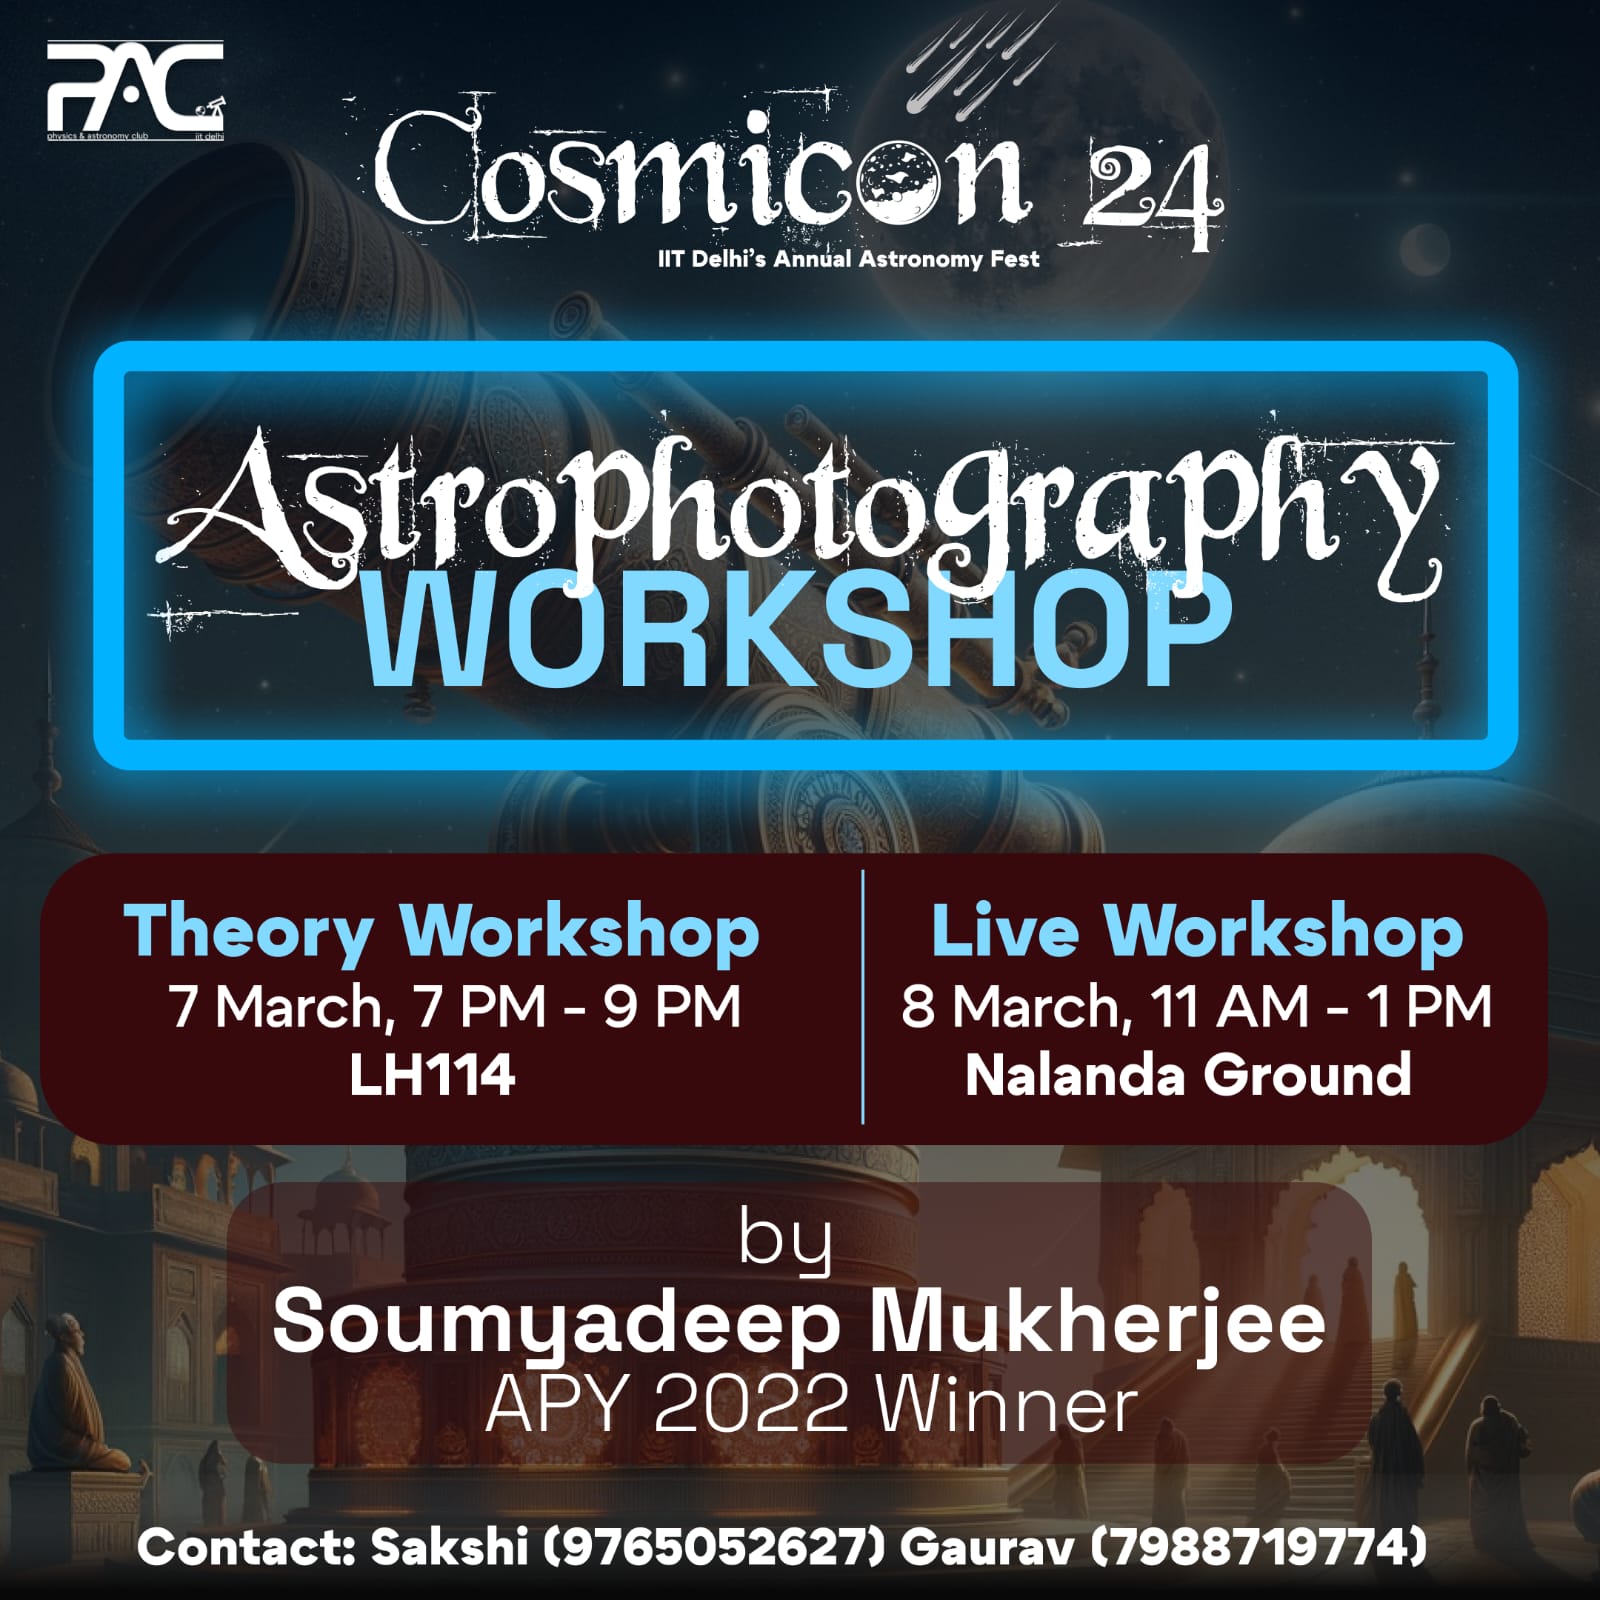 PAC
physics & astronomy club iit delhi
Cosmicon 24
IIT Delhi's Annual Astronomy Fest
Astrophotography
WORKSHOP
Theory Workshop
7 March, 7 PM - 9 PM
LH114
Live Workshop
8 March, 11 AM - 1 PM
Nalanda Ground
by
Soumyadeep Mukherjee
APY 2022 Winner
Contact: Sakshi (9765052627) Gaurav (7988719774)